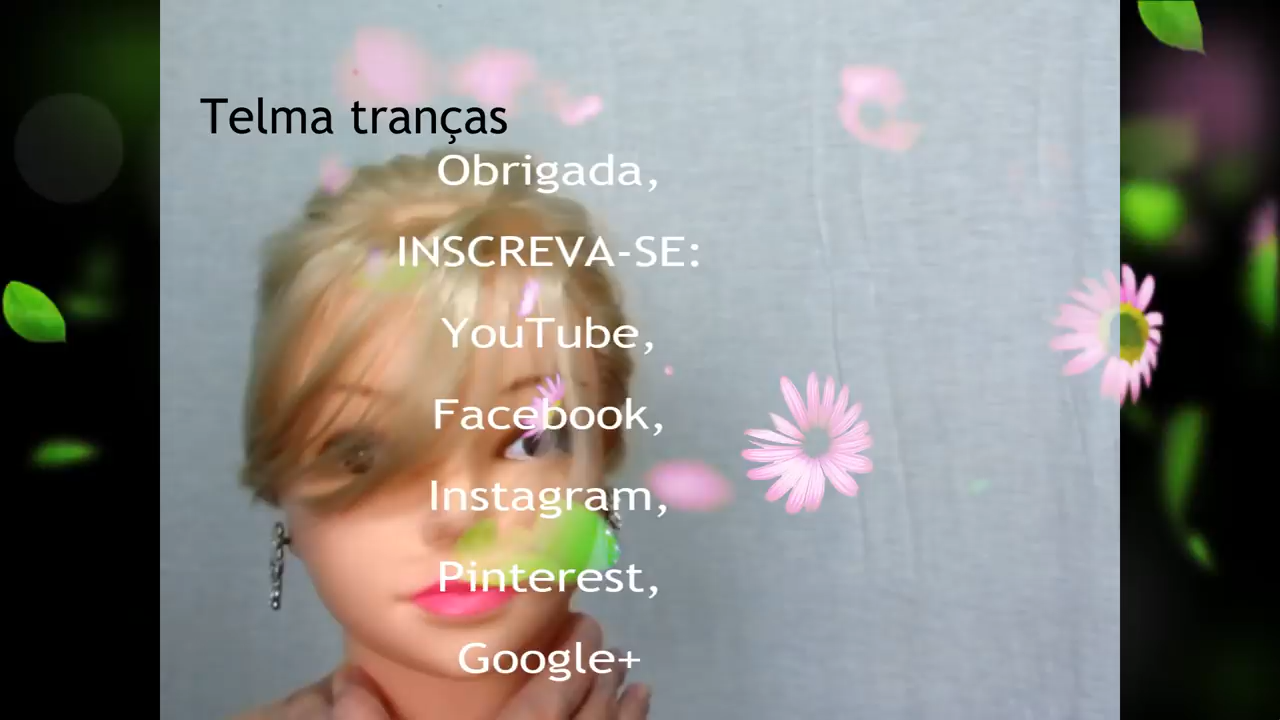 Telma tranças
Obrigada,
INSCREVA-SE:
YouTube,
Facebook,
Instagram,
Pinterest,
Google+